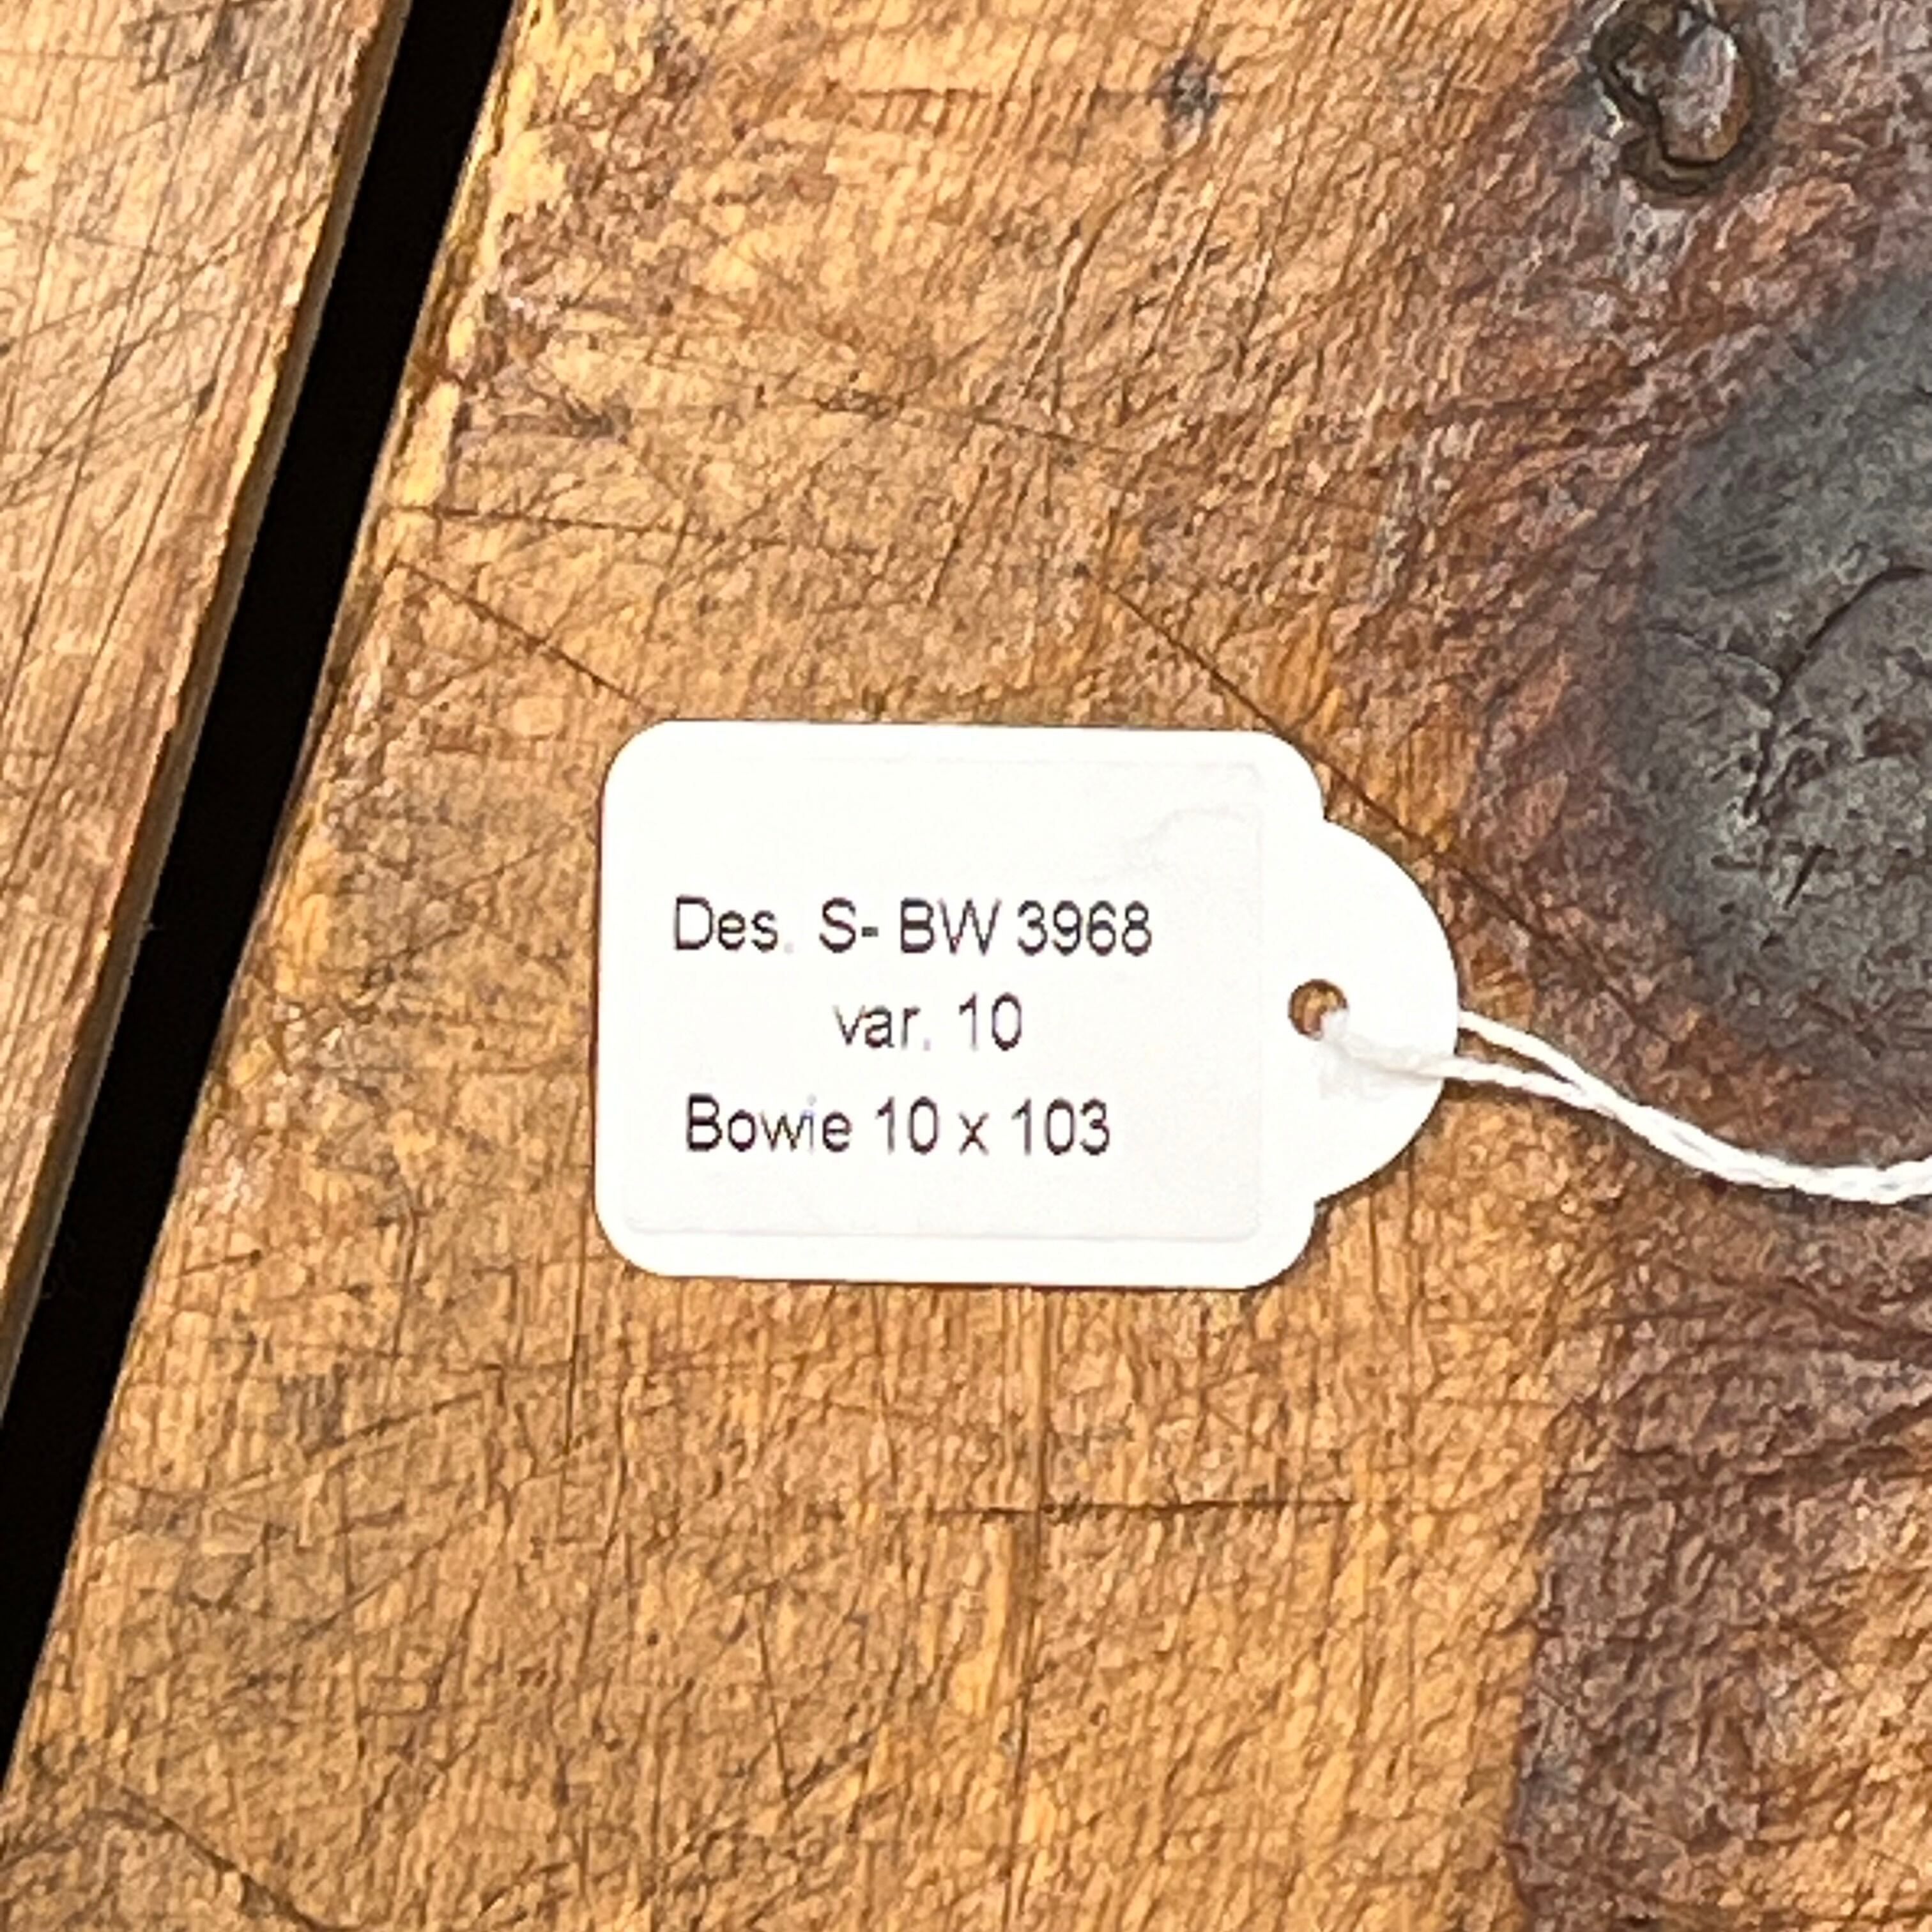 Des. S- BW 3968
var. 10
Bowie 10 x 103